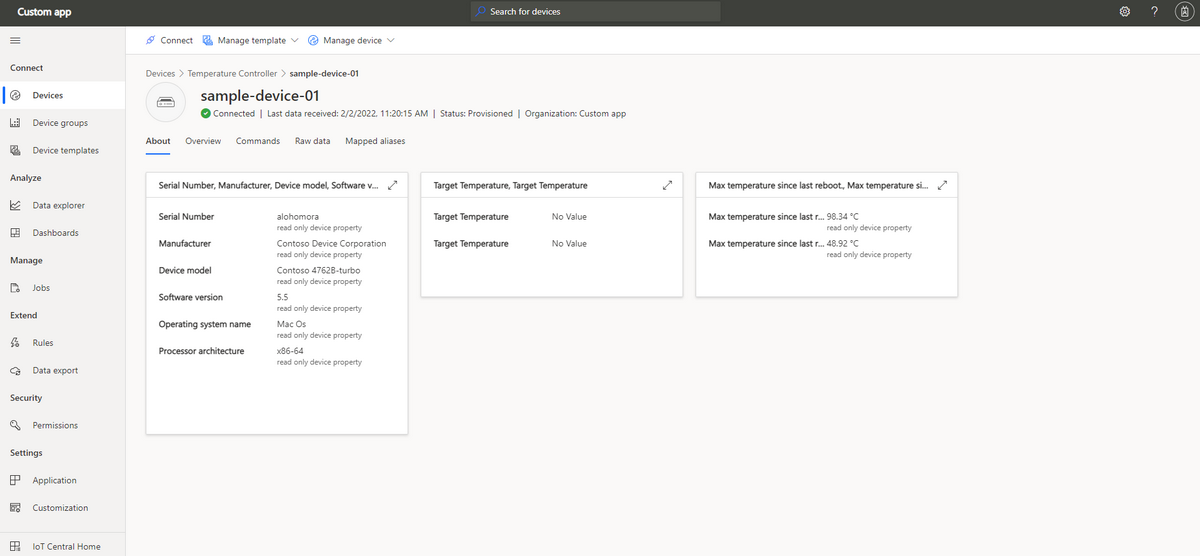 Custom app
Search for devices
?
Connect
Manage template
Manage device
Connect
Devices
Device groups
Device templates
Analyze
Data explorer
Dashboards
Manage
Jobs
Extend
Rules
Data export
Security
Permissions
Settings
Application
Customization
IoT Central Home
Devices > Temperature Controller > sample-device-01
sample-device-01
Connected | Last data received: 2/2/2022, 11:20:15 AM | Status: Provisioned | Organization: Custom app
About Overview Commands Raw data Mapped aliases
Serial Number, Manufacturer, Device model, Software v...
Serial Number alohomora
read only device property
Manufacturer Contoso Device Corporation
read only device property
Device model Contoso 4762B-turbo
read only device property
Software version 5.5
read only device property
Operating system name Mac Os
read only device property
Processor architecture x86-64
read only device property
Target Temperature, Target Temperature
Target Temperature No Value
Target Temperature No Value
Max temperature since last reboot., Max temperature si...
Max temperature since last r... 98.34 °C
read only device property
Max temperature since last r... 48.92 °C
read only device property